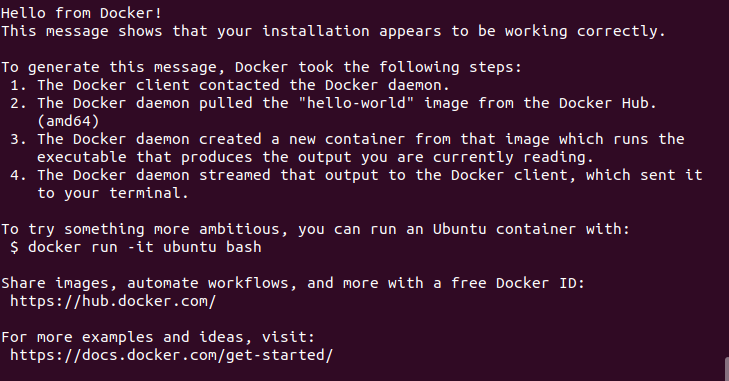 Hello from Docker!
This message shows that your installation appears to be working correctly.
To generate this message, Docker took the following steps:
1. The Docker client contacted the Docker daemon.
2. The Docker daemon pulled the "hello-world" image from the Docker Hub.
(amd64)
3. The Docker daemon created a new container from that image which runs the
executable that produces the output you are currently reading.
4. The Docker daemon streamed that output to the Docker client, which sent it
to your terminal.
To try something more ambitious, you can run an Ubuntu container with:
$ docker run -it ubuntu bash
Share images, automate workflows, and more with a free Docker ID:
https://hub.docker.com/
For more examples and ideas, visit:
https://docs.docker.com/get-started/